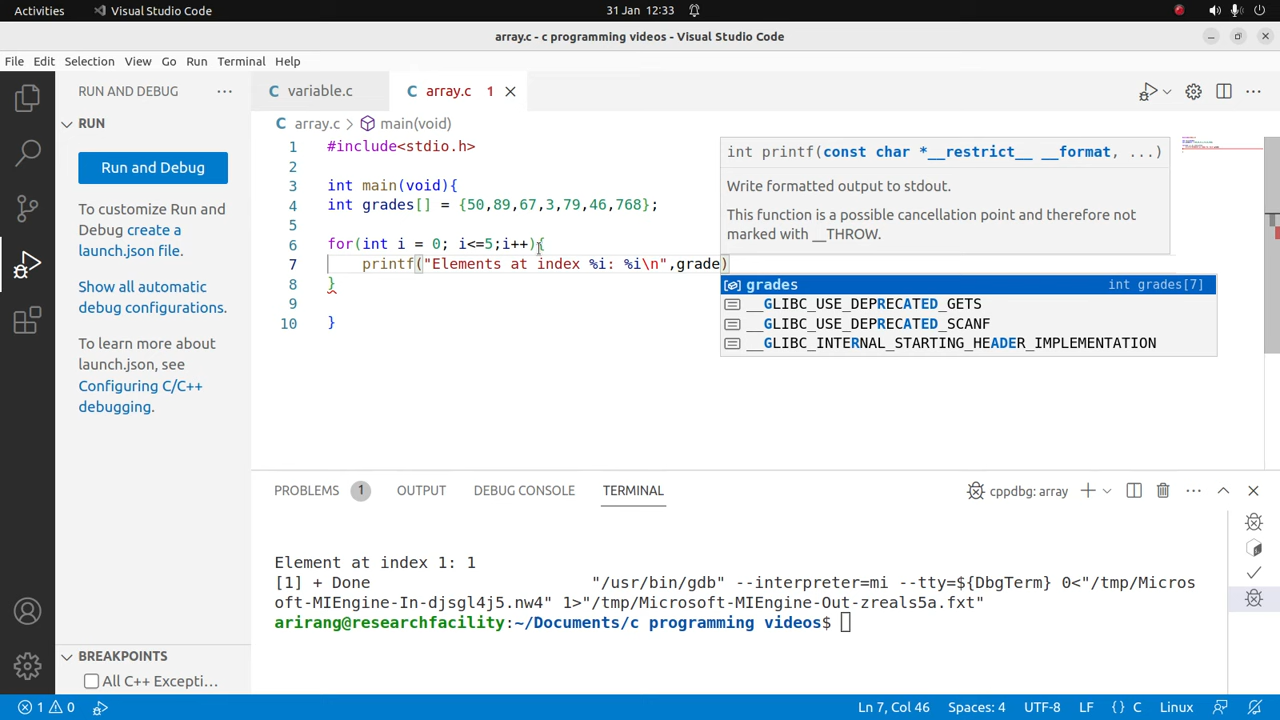 Activities Visual Studio Code 31 Jan 12:33
array.c - c programming videos - Visual Studio Code
File Edit Selection View Go Run Terminal Help
RUN AND DEBUG ...
variable.c array.c 1
RUN
array.c > main(void)
Run and Debug
To customize Run and
Debug create a
launch.json file.
Show all automatic
debug configurations.
To learn more about
launch.json, see
Configuring C/C++
debugging.
1 #include<stdio.h>
2
3 int main(void){
4 int grades[] = {50,89,67,3,79,46,768};
5
6 for(int i = 0; i<=5;i++){
7 printf("Elements at index %i: %i\n",grade)
8 }
9
10 }
int printf(const char *__restrict__ __format, ...)
Write formatted output to stdout.
This function is a possible cancellation point and therefore not
marked with __THROW.
grades int grades[7]
__GLIBC_USE_DEPRECATED_GETS
__GLIBC_USE_DEPRECATED_SCANF
__GLIBC_INTERNAL_STARTING_HEADER_IMPLEMENTATION
PROBLEMS 1 OUTPUT DEBUG CONSOLE TERMINAL cppdbg: array
Element at index 1: 1
[1] + Done "/usr/bin/gdb" --interpreter=mi --tty=${DbgTerm} 0<"/tmp/Micros
oft-MIEngine-In-djsgl4j5.nw4" 1>"/tmp/Microsoft-MIEngine-Out-zreals5a.fxt"
arirang@researchfacility:~/Documents/c programming videos$
BREAKPOINTS
All C++ Excepti...
1 0 Ln 7, Col 46 Spaces: 4 UTF-8 LF {} C Linux